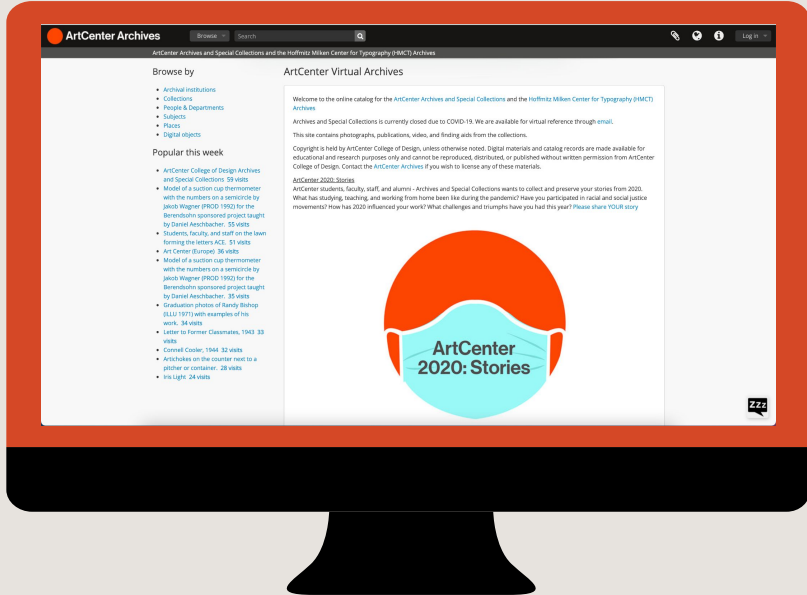 ArtCenter Archives
Browse
Search
Log in
ArtCenter Archives and Special Collections and the Hoffmitz Milken Center for Typography (HMCT) Archives
Browse by
Archival institutions
Collections
People & Departments
Subjects
Places
Digital objects
Popular this week
ArtCenter College of Design Archives
and Special Collections 59 visits
Model of a suction cup thermometer
with the numbers on a semicircle by
Jakob Wagner (PROD 1992) for the
Berendsohn sponsored project taught
by Daniel Aeschbacher. 55 visits
Students, faculty, and staff on the lawn
forming the letters ACE. 51 visits
Art Center (Europe) 36 visits
Model of a suction cup thermometer
with the numbers on a semicircle by
Jakob Wagner (PROD 1992) for the
Berendsohn sponsored project taught
by Daniel Aeschbacher. 35 visits
Graduation photos of Randy Bishop
(ILLU 1971) with examples of his
work. 34 visits
Letter to Former Classmates, 1943 33
visits
Connell Cooler, 1944 32 visits
Artichokes on the counter next to a
pitcher or container. 28 visits
Iris Light 24 visits
ArtCenter Virtual Archives
Welcome to the online catalog for the ArtCenter Archives and Special Collections and the Hoffmitz Milken Center for Typography (HMCT)
Archives
Archives and Special Collections is currently closed due to COVID-19. We are available for virtual reference through email.
This site contains photographs, publications, video, and finding aids from the collections.
Copyright is held by ArtCenter College of Design, unless otherwise noted. Digital materials and catalog records are made available for
educational and research purposes only and cannot be reproduced, distributed, or published without written permission from ArtCenter
College of Design. Contact the ArtCenter Archives if you wish to license any of these materials.
ArtCenter 2020: Stories
ArtCenter students, faculty, staff, and alumni - Archives and Special Collections wants to collect and preserve your stories from 2020.
What has studying, teaching, and working from home been like during the pandemic? Have you participated in racial and social justice
movements? How has 2020 influenced your work? What challenges and triumphs have you had this year? Please share YOUR story
ArtCenter
2020: Stories
zzz